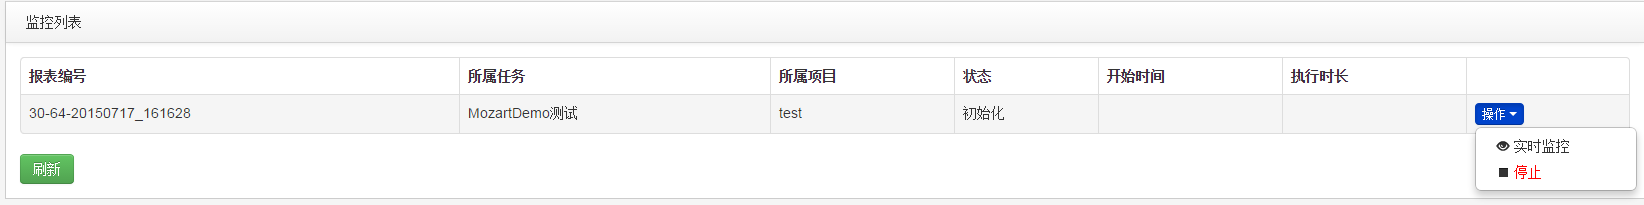 监控列表
报表编号 所属任务 所属项目 状态 开始时间 执行时长
30-64-20150717_161628 MozartDemo测试 test 初始化 操作
实时监控
停止
刷新